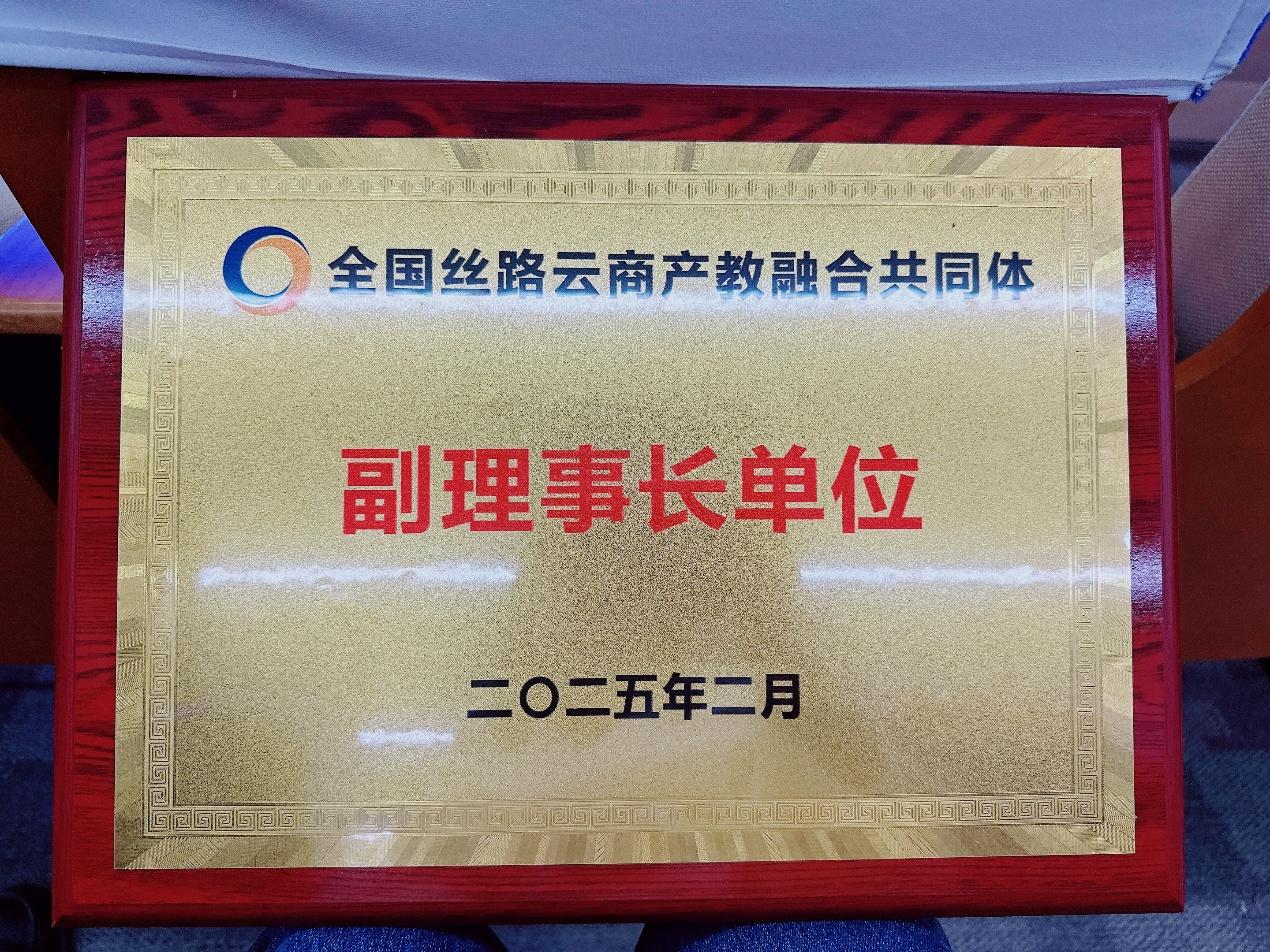 全国丝路云商产教融合共同体
副理事长单位
二〇二五年二月